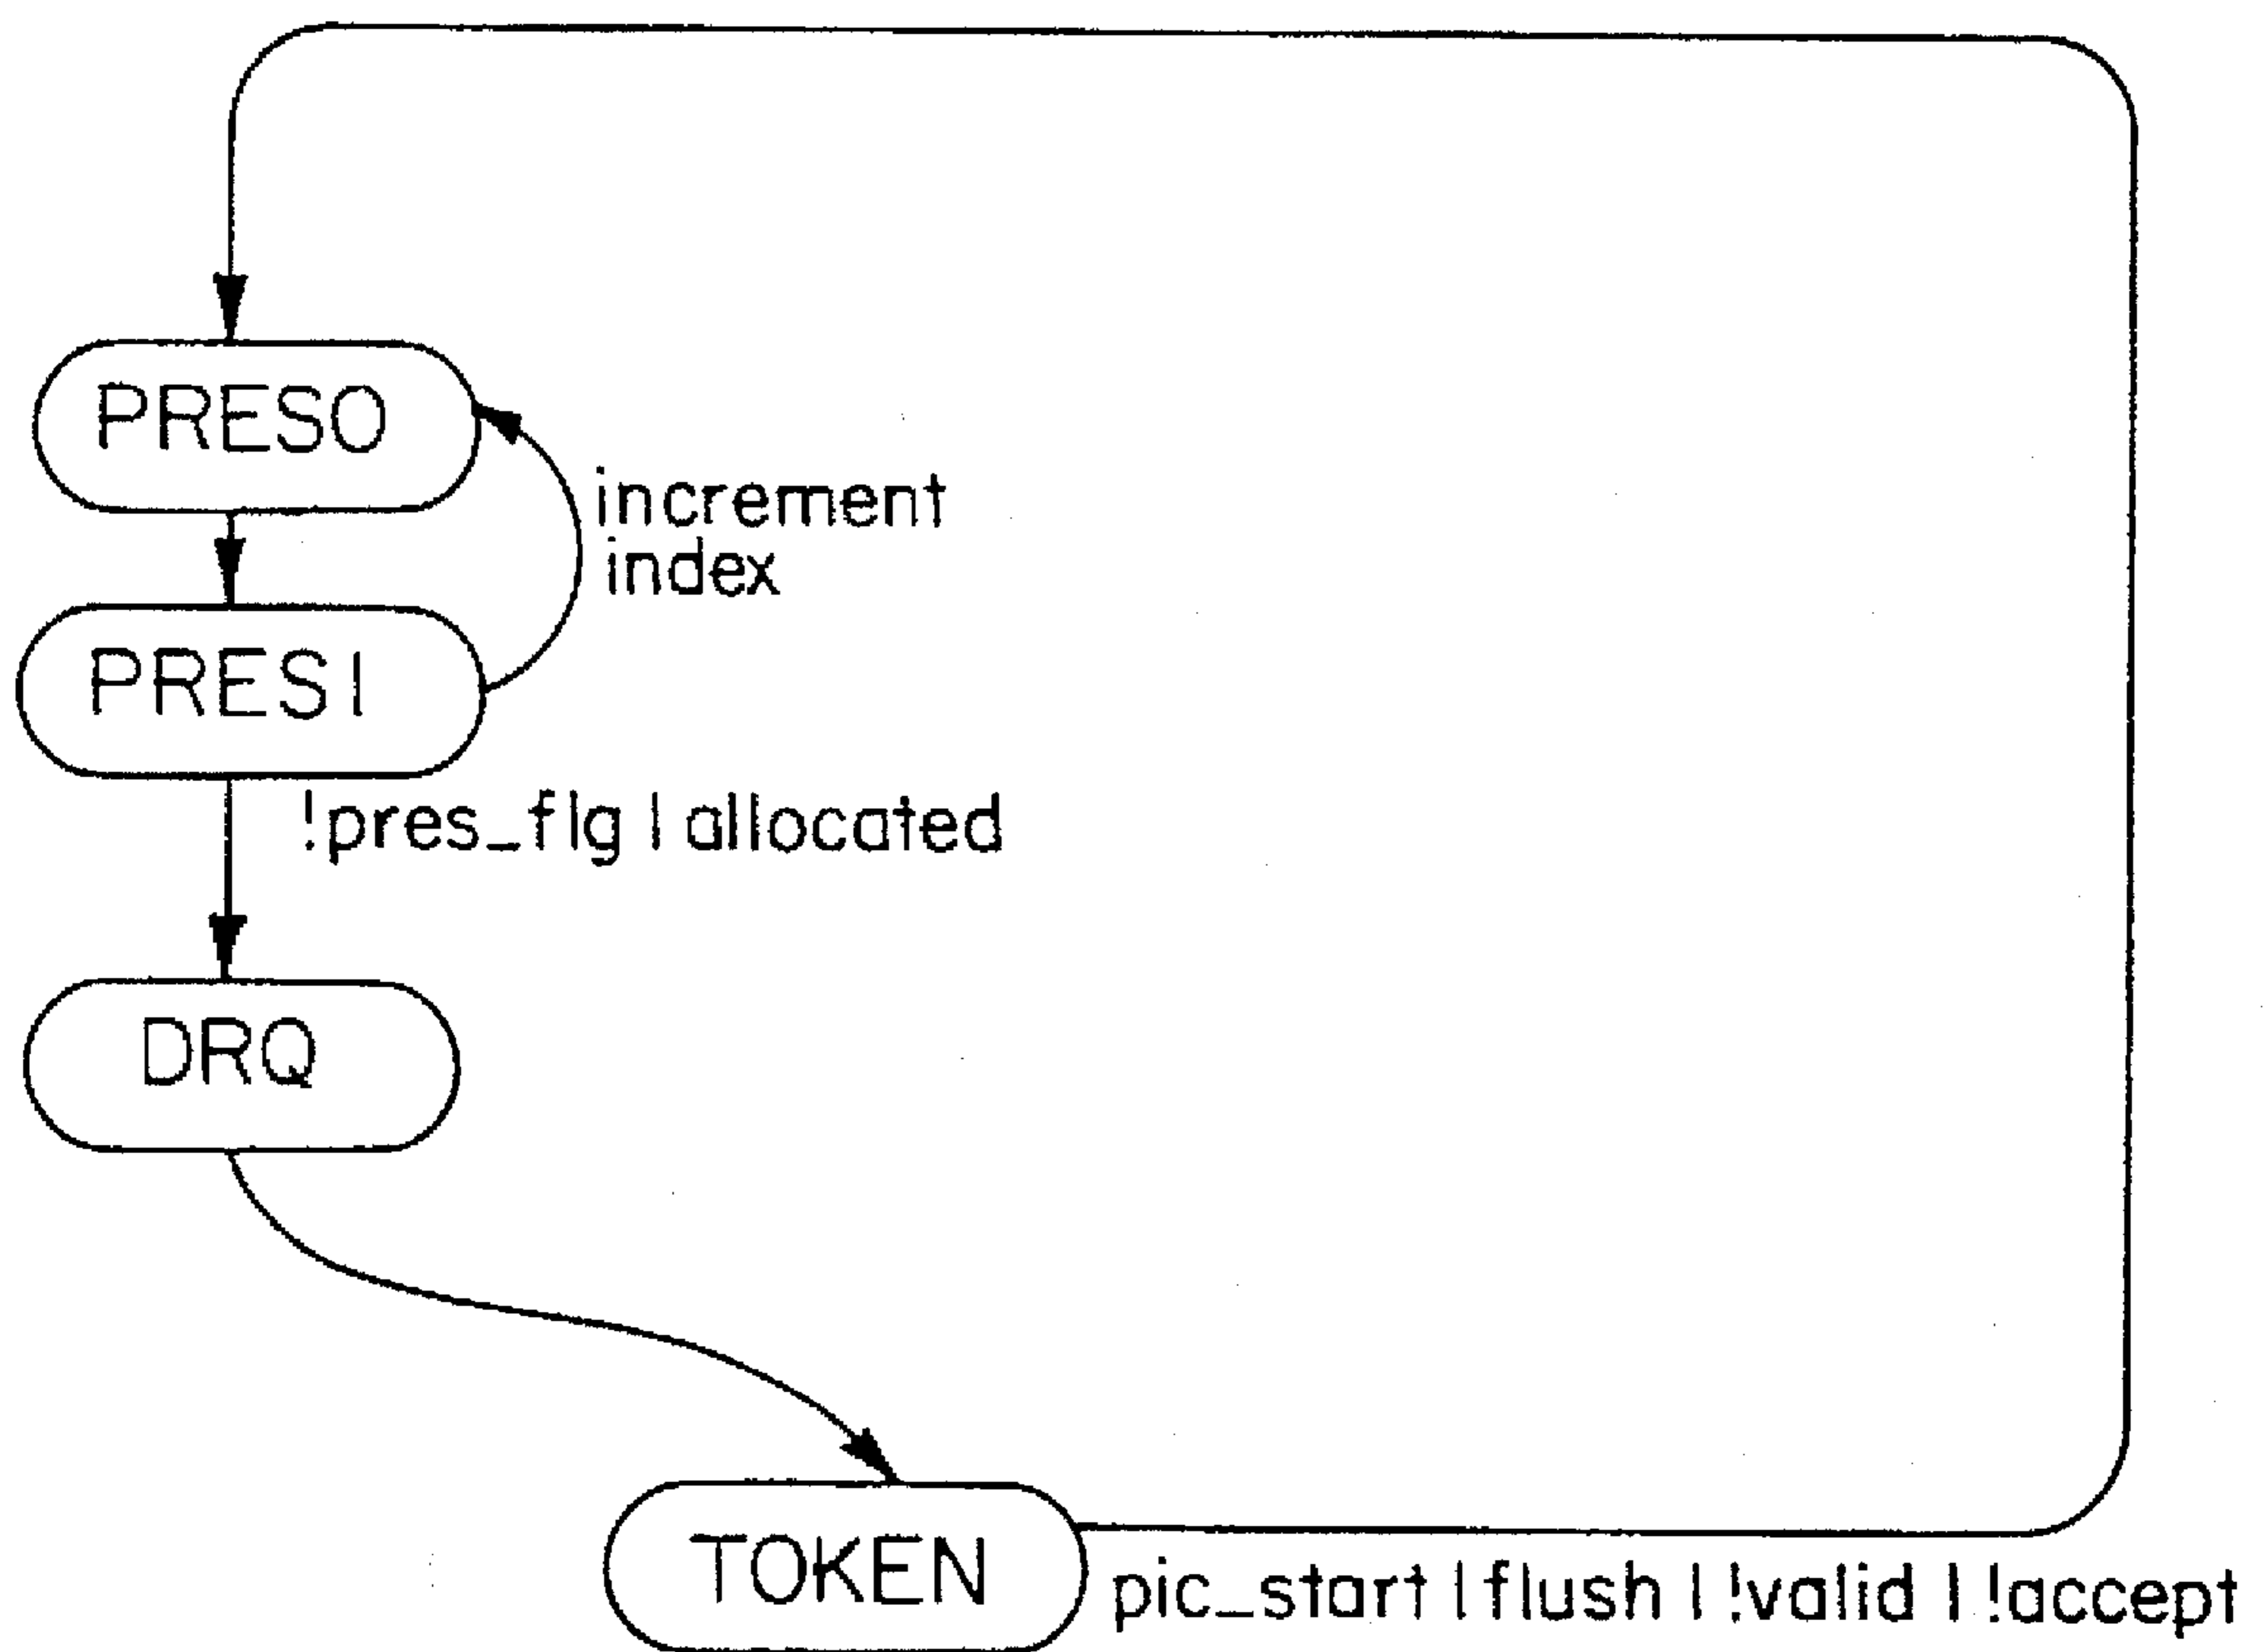 PRESO
increment
index
PRESI
!pres_flg | allocated
DRQ
TOKEN
pic_start | flush | !valid | !accept